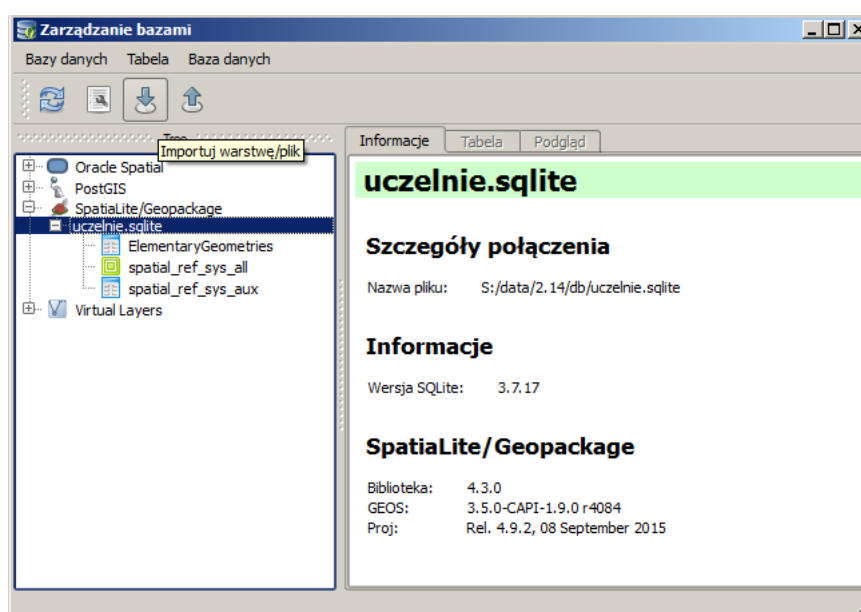 Zarządzanie bazami
Bazy danych Tabela Baza danych
Importuj warstwę/plik
Oracle Spatial
PostGIS
SpatiaLite/Geopackage
uczelnie.sqlite
ElementaryGeometries
spatial_ref_sys_all
spatial_ref_sys_aux
Virtual Layers
Informacje Tabela Podgląd
uczelnie.sqlite
Szczegóły połączenia
Nazwa pliku: S:/data/2.14/db/uczelnie.sqlite
Informacje
Wersja SQLite: 3.7.17
SpatiaLite/Geopackage
Biblioteka: 4.3.0
GEOS: 3.5.0-CAPI-1.9.0 r4084
Proj: Rel. 4.9.2, 08 September 2015